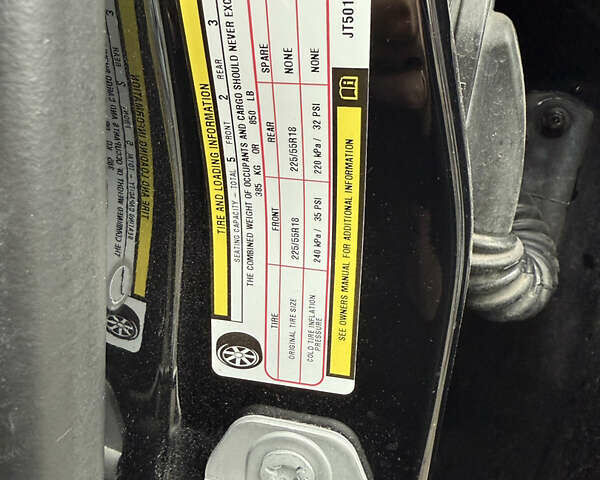 TIRE AND LOADING INFORMATION
SEATING CAPACITY – TOTAL 5 FRONT 2 REAR 3
THE COMBINED WEIGHT OF OCCUPANTS AND CARGO SHOULD NEVER EXC
385 KG OR 850 LB
TIRE FRONT REAR SPARE
ORIGINAL TIRE SIZE 225/55R18 225/55R18 NONE
COLD TIRE INFLATION PRESSURE 240 kPa / 35 PSI 220 kPa / 32 PSI NONE
SEE OWNERS MANUAL FOR ADDITIONAL INFORMATION
JT501